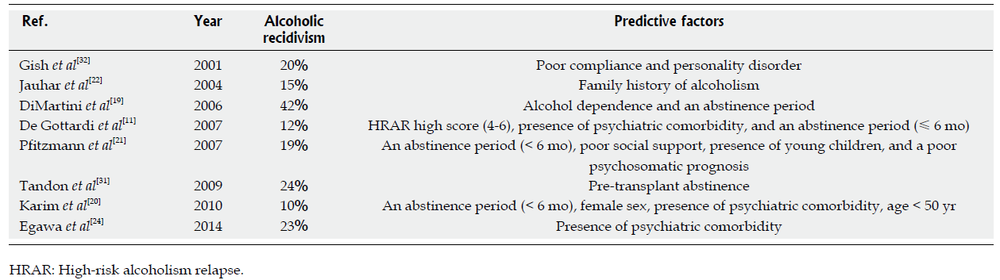 Ref. Year Alcoholic recidivism Predictive factors
Gish et al[32] 2001 20% Poor compliance and personality disorder
Jauhar et al[22] 2004 15% Family history of alcoholism
DiMartini et al[19] 2006 42% Alcohol dependence and an abstinence period
De Gottardi et al[11] 2007 12% HRAR high score (4-6), presence of psychiatric comorbidity, and an abstinence period (⩽ 6 mo)
Pfitzmann et al[21] 2007 19% An abstinence period (< 6 mo), poor social support, presence of young children, and a poor
psychosomatic prognosis
Tandon et al[31] 2009 24% Pre-transplant abstinence
Karim et al[20] 2010 10% An abstinence period (< 6 mo), female sex, presence of psychiatric comorbidity, age < 50 yr
Egawa et al[24] 2014 23% Presence of psychiatric comorbidity
HRAR: High-risk alcoholism relapse.